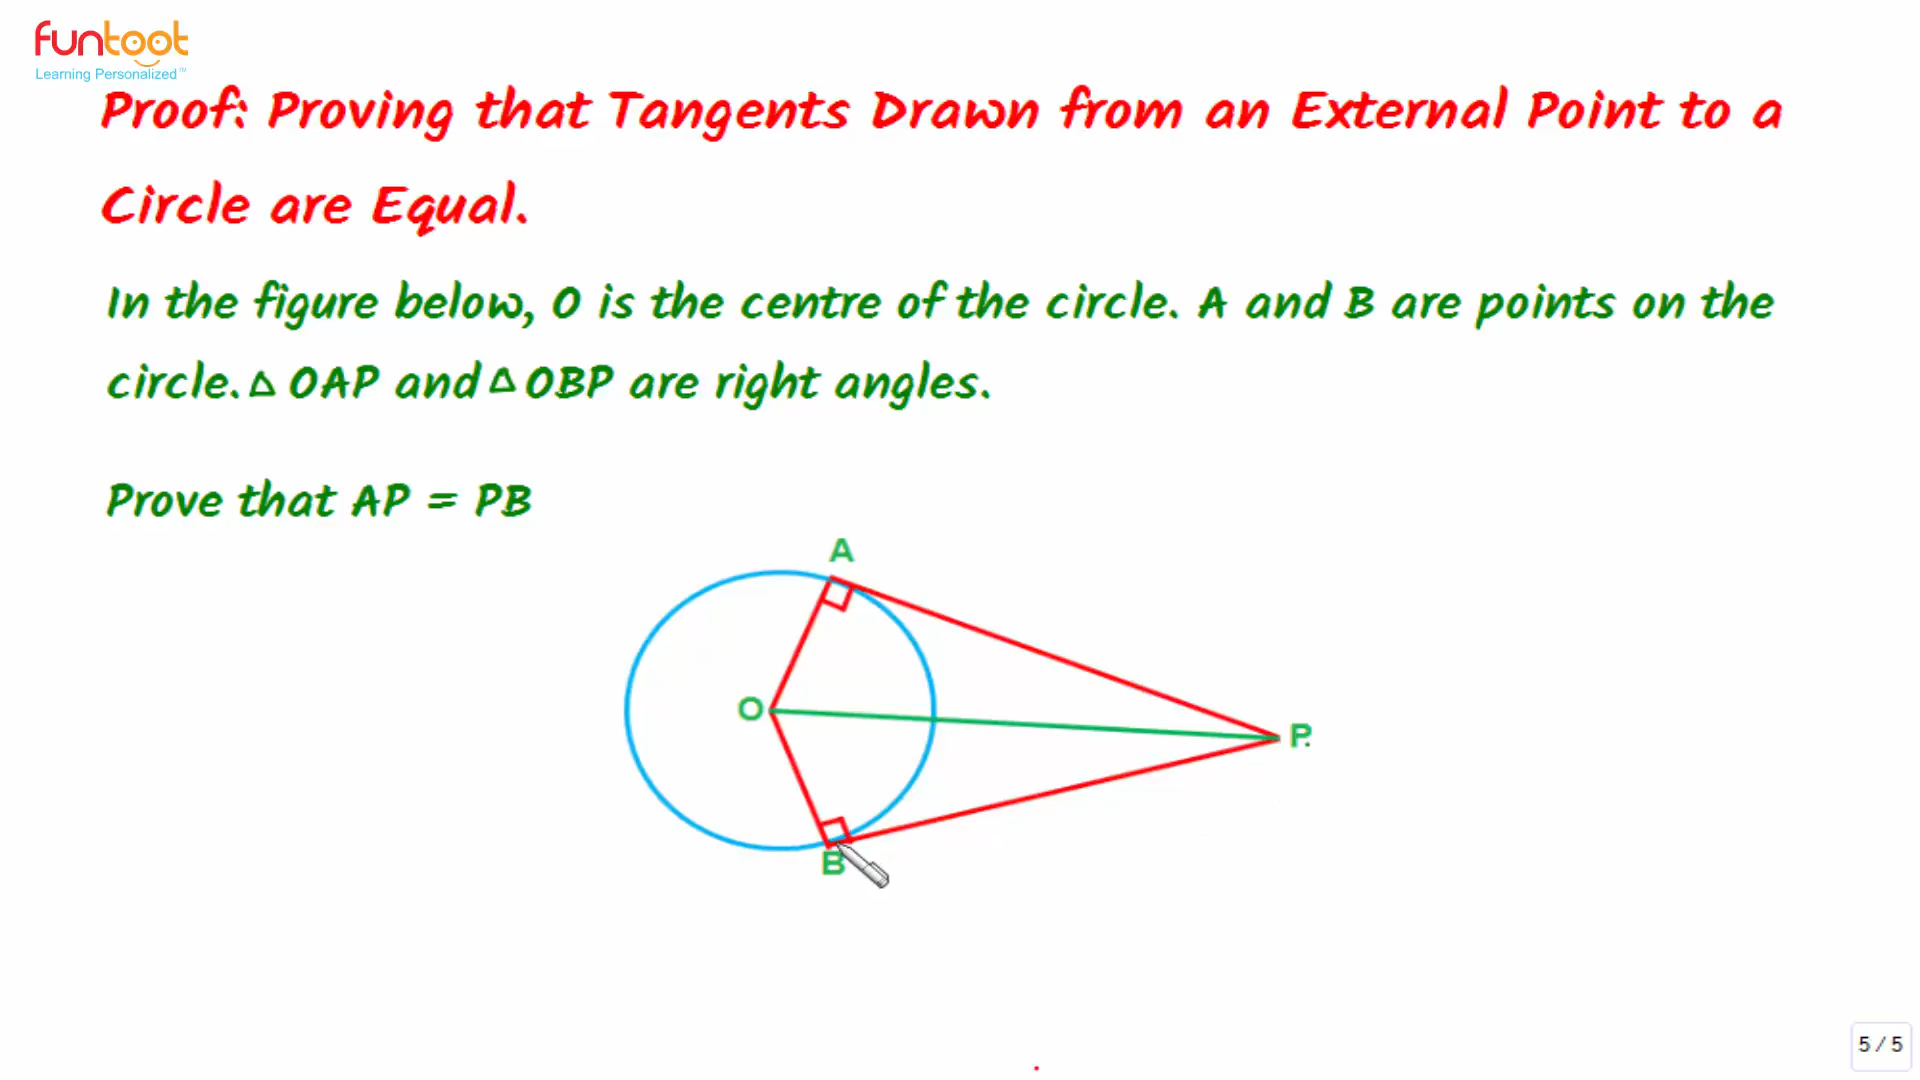 funtoot
Learning Personalized™
Proof: Proving that Tangents Drawn from an External Point to a
Circle are Equal.
In the figure below, O is the centre of the circle. A and B are points on the
circle. △ OAP and △ OBP are right angles.
Prove that AP = PB
A
O
P
B
5 / 5